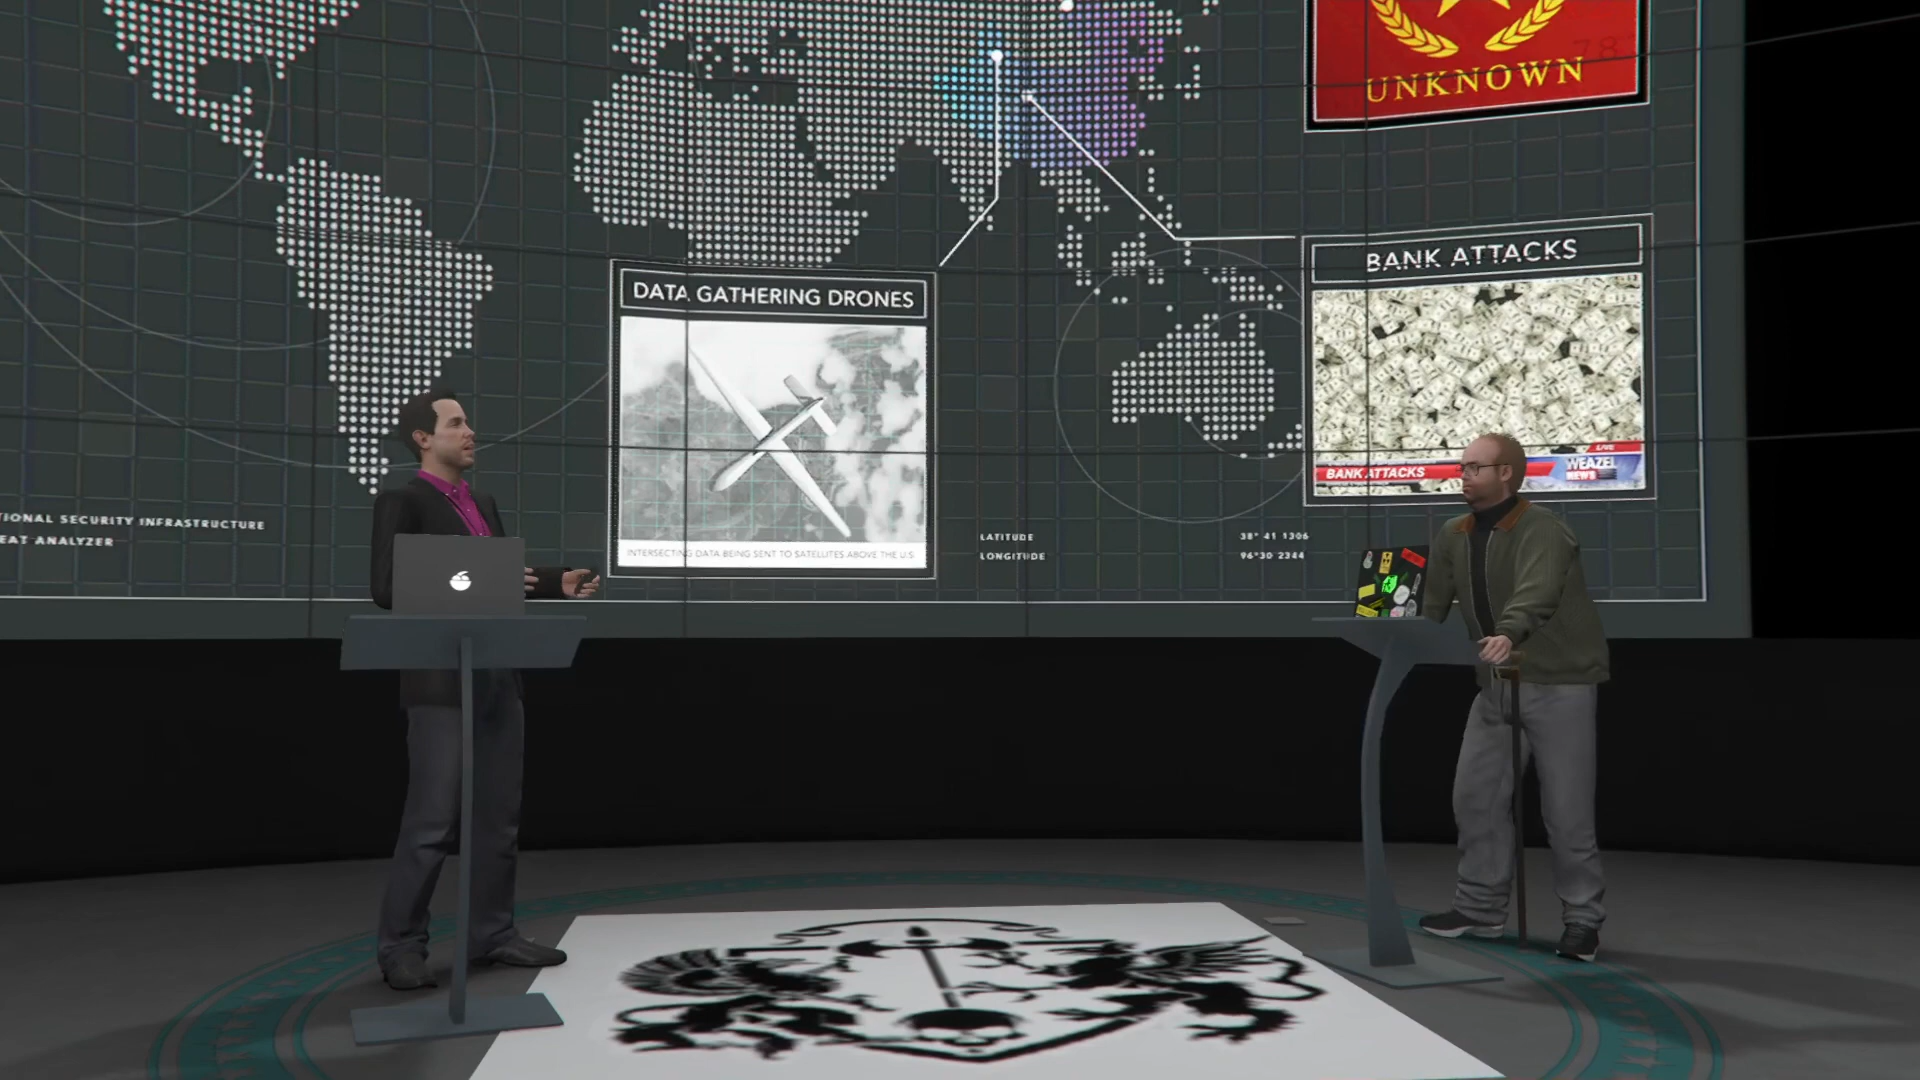 UNKNOWN
BANK ATTACKS
DATA GATHERING DRONES
BANK ATTACKS
LIVE
WEAZEL
NEWS
TIONAL SECURITY INFRASTRUCTURE
EAT ANALYZER
INTERSECTING DATA BEING SENT TO SATELLITES ABOVE THE U.S
LATITUDE 38° 41 1306
LONGITUDE 96°30 2344